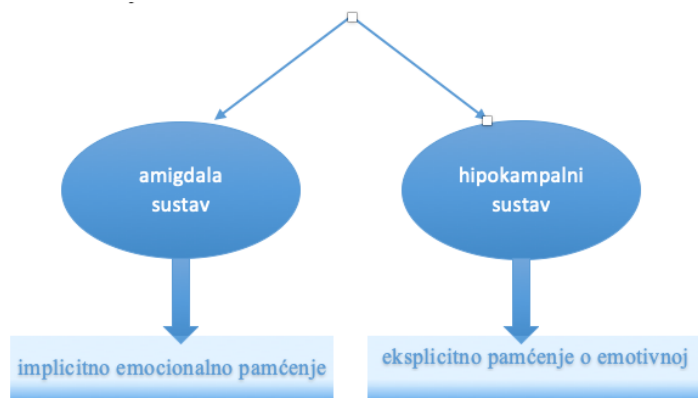 amigdala
sustav
hipokampalni
sustav
implicitno emocionalno pamćenje
eksplicitno pamćenje o emotivnoj